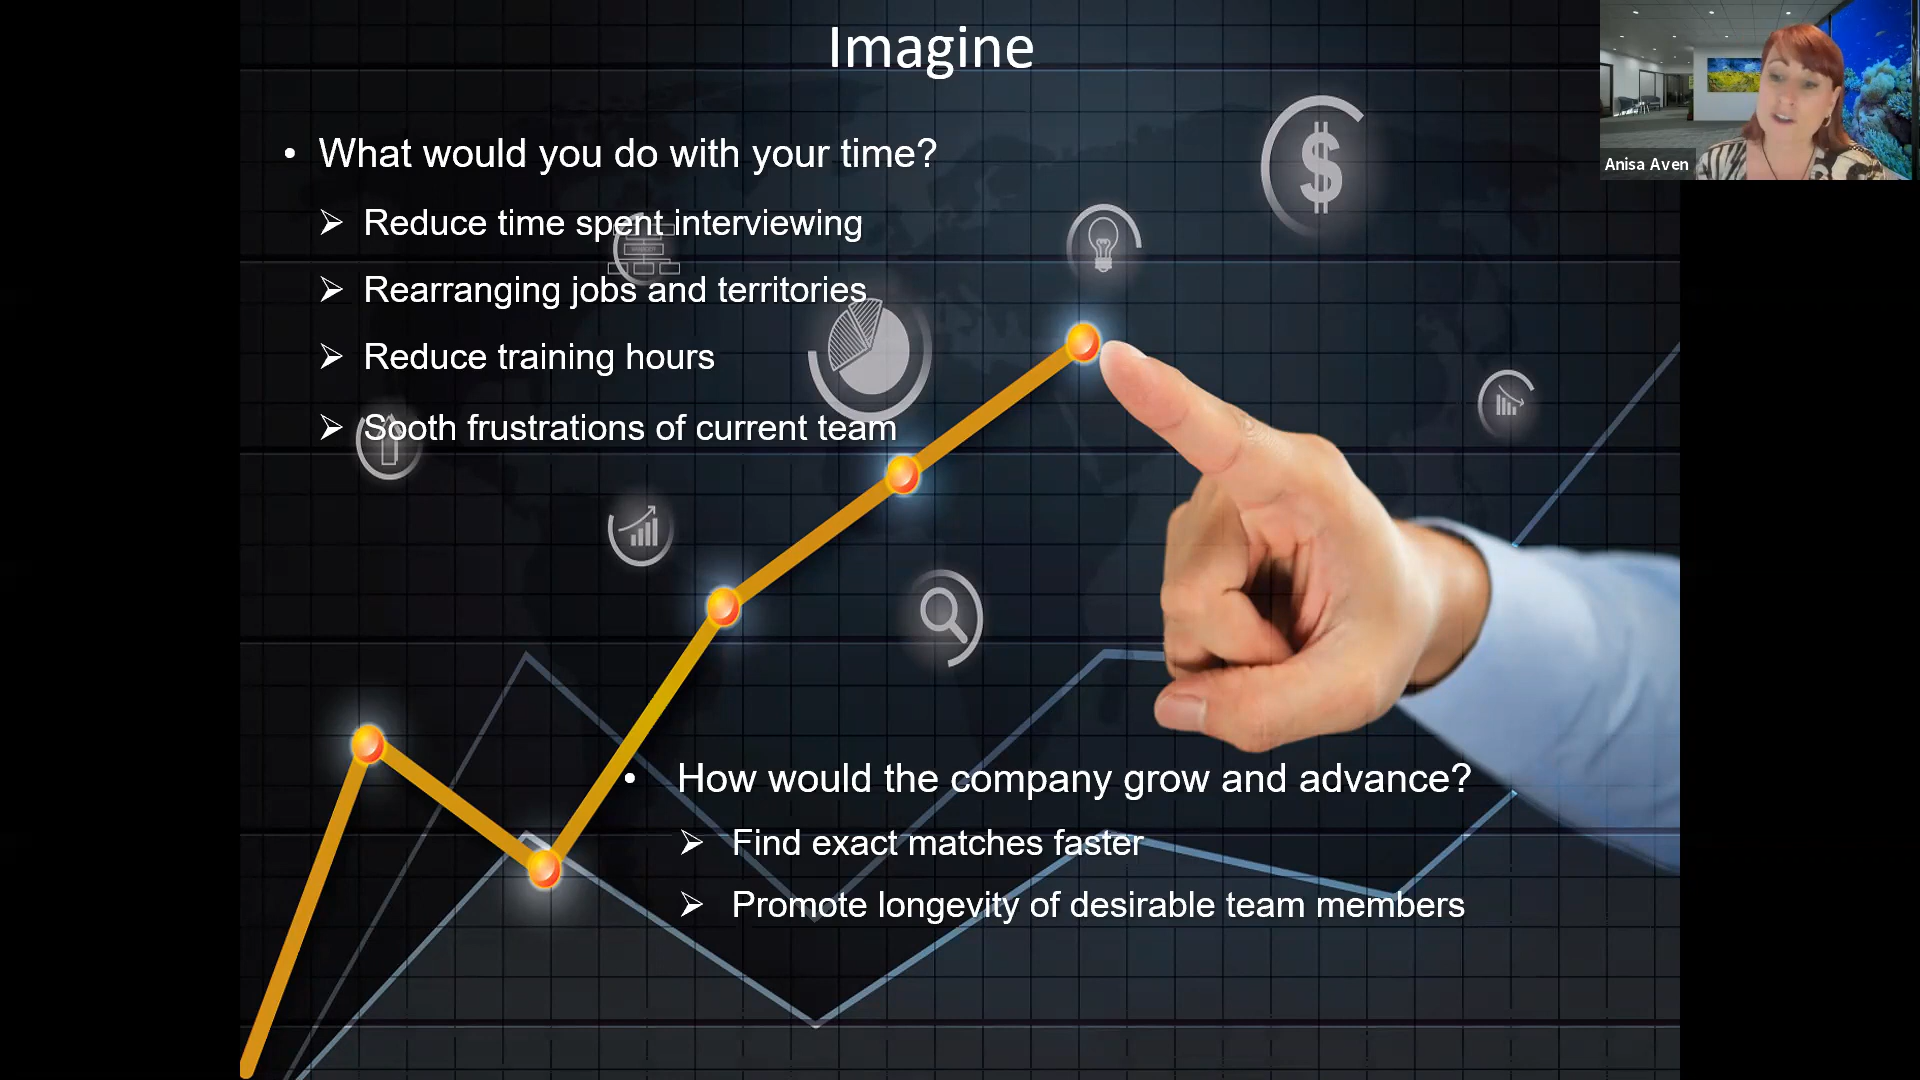 Imagine
Anisa Aven
• What would you do with your time?
➢ Reduce time spent interviewing
➢ Rearranging jobs and territories
➢ Reduce training hours
➢ Sooth frustrations of current team
• How would the company grow and advance?
➢ Find exact matches faster
➢ Promote longevity of desirable team members
$